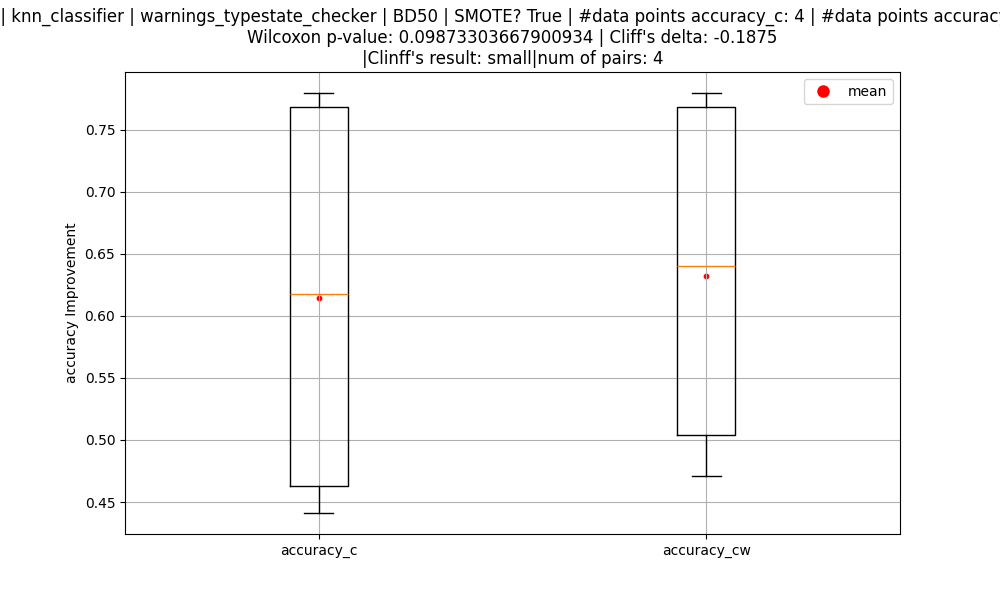 | knn_classifier | warnings_typestate_checker | BD50 | SMOTE? True | #data points accuracy_c: 4 | #data points
Wilcoxon p-value: 0.09873303667900934 | Cliff's delta: -0.1875
|Clinff's result: small|num of pairs: 4
mean
0.75
0.70
0.65
0.60
0.55
0.50
0.45
accuracy Improvement
accuracy_c
accuracy_cw